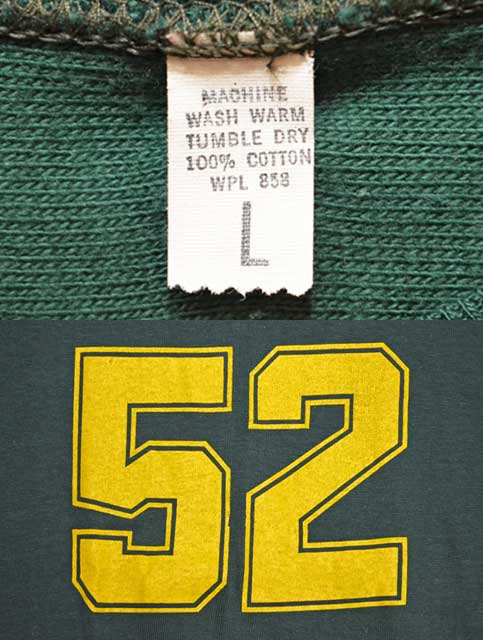 MACHINE
WASH WARM
TUMBLE DRY
100% COTTON
WPL 858
L
52